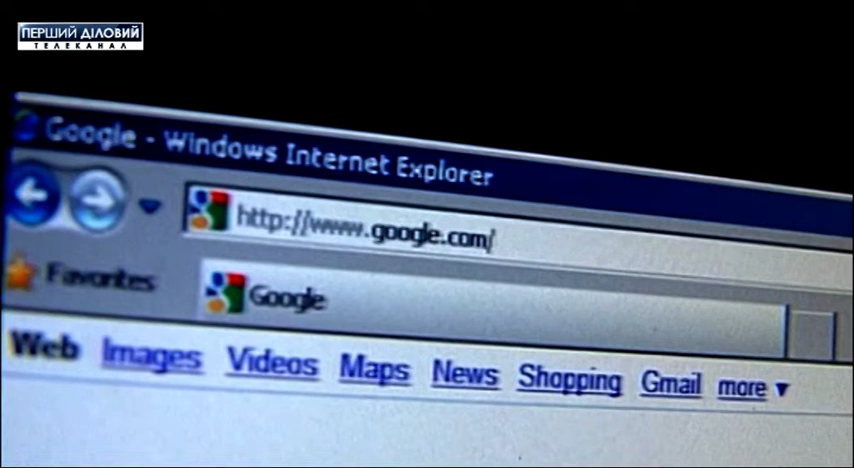 ПЕРШИЙ ДІЛОВИЙ
ТЕЛЕКАНАЛ
Google - Windows Internet Explorer
http://www.google.com/
Favorites
Google
Web Images Videos Maps News Shopping Gmail more ▼